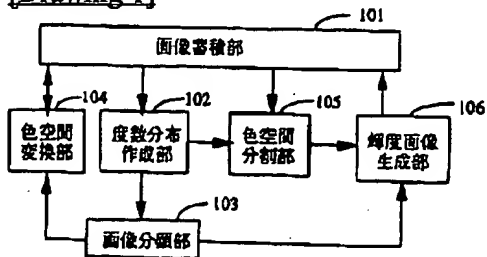 [Drawing 1]
101
画像蓄積部
104
102
105
106
色空間
変換部
度数分布
作成部
色空間
分割部
輝度画像
生成部
103
画像分類部